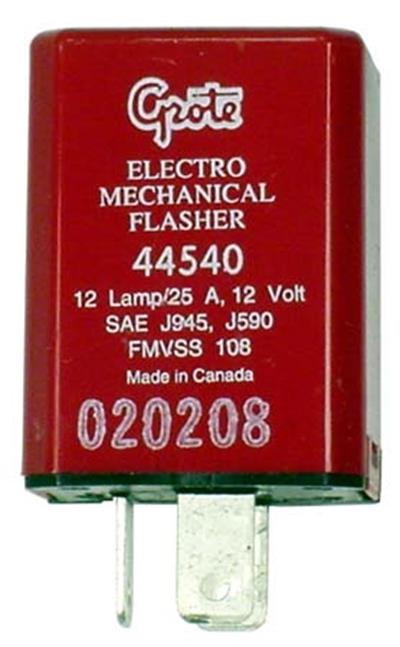 Grote
ELECTRO
MECHANICAL
FLASHER
44540
12 Lamp/25 A, 12 Volt
SAE J945, J590
FMVSS 108
Made in Canada
020208